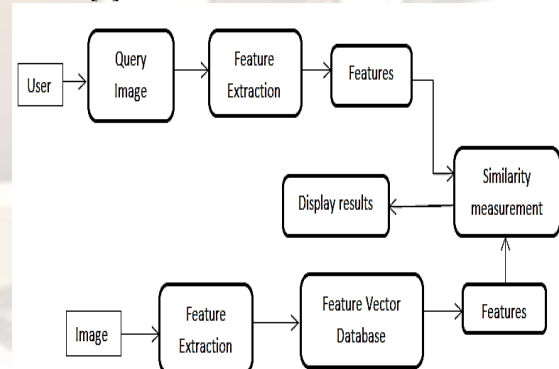 User
Query
Image
Feature
Extraction
Features
Similarity
measurement
Display results
Image
Feature
Extraction
Feature Vector
Database
Features